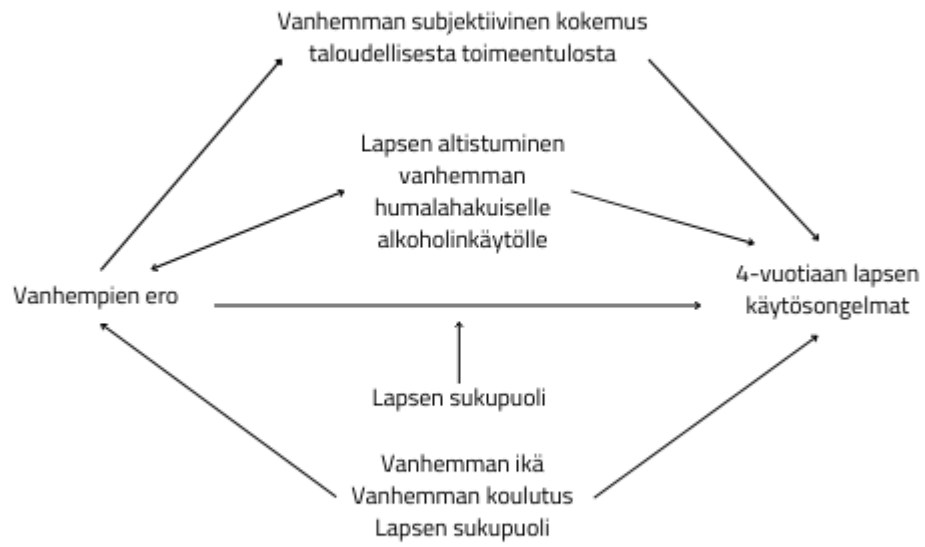 Vanhemman subjektiivinen kokemus
taloudellisesta toimeentulosta
Lapsen altistuminen
vanhemman
humalahakuiselle
alkoholinkäytölle
Vanhempien ero
4-vuotiaan lapsen
käytösongelmat
Lapsen sukupuoli
Vanhemman ikä
Vanhemman koulutus
Lapsen sukupuoli